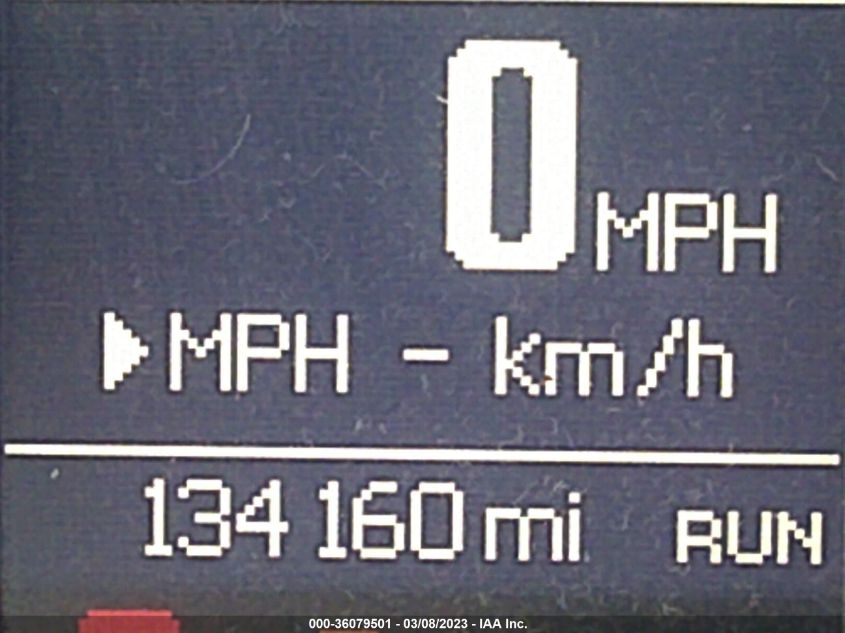 0 MPH
▶MPH - km/h
134 160 mi RUN
000-36079501 - 03/08/2023 - IAA Inc.